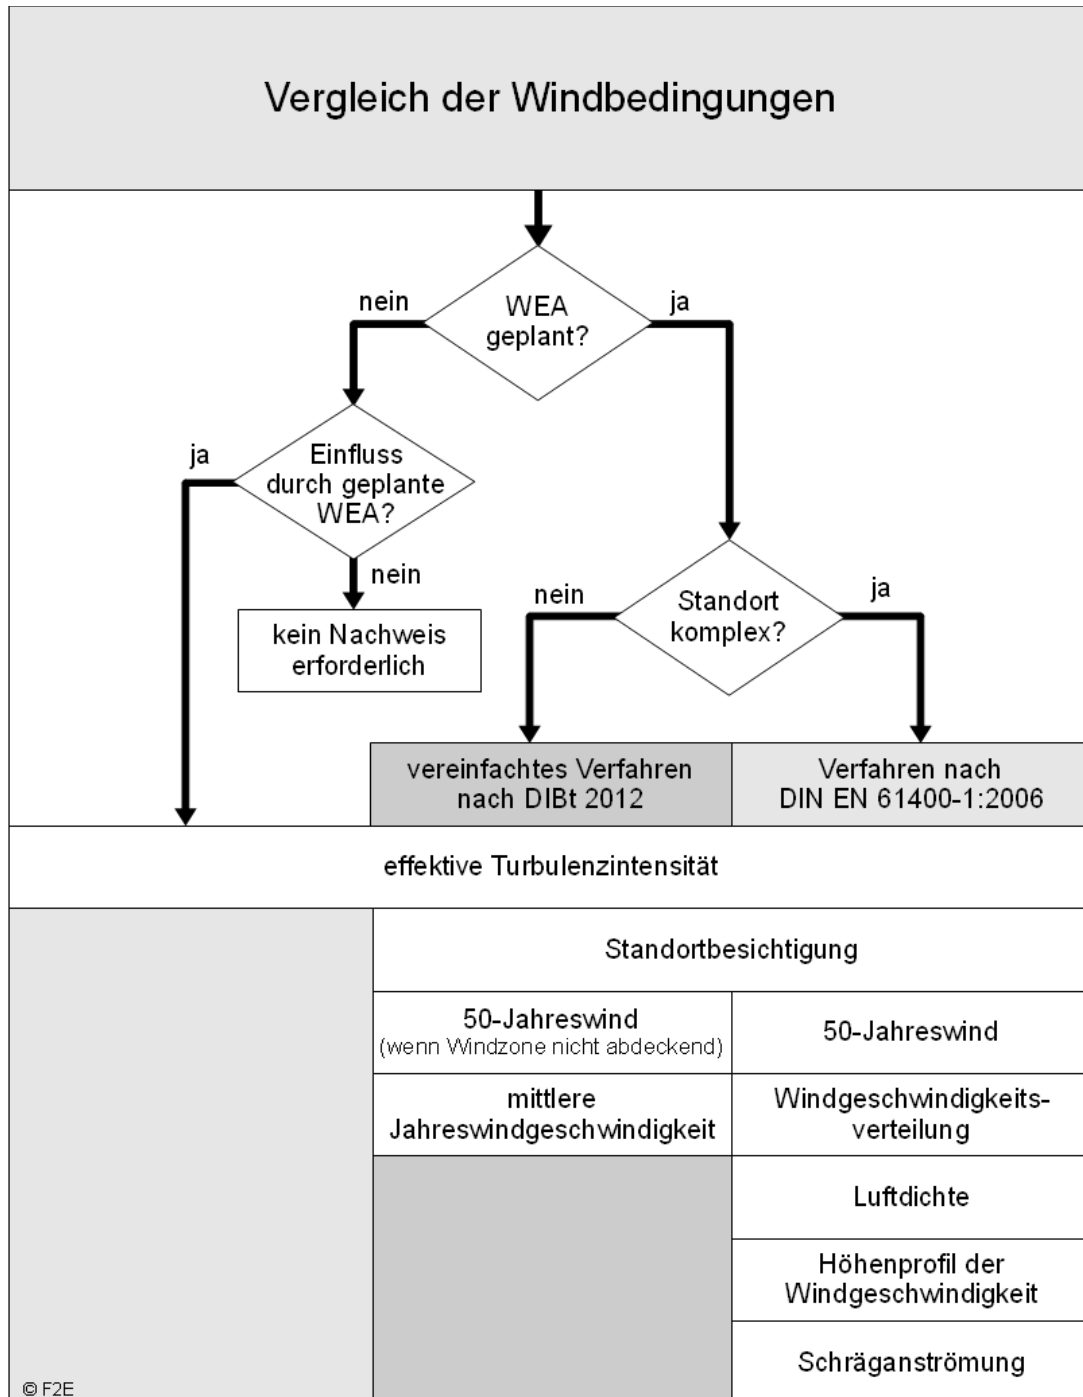 Vergleich der Windbedingungen
nein
WEA
geplant?
ja
ja
Einfluss
durch geplante
WEA?
nein
kein Nachweis
erforderlich
nein
Standort
komplex?
ja
vereinfachtes Verfahren
nach DIBt 2012
Verfahren nach
DIN EN 61400-1:2006
effektive Turbulenzintensität
Standortbesichtigung
50-Jahreswind
(wenn Windzone nicht abdeckend)
50-Jahreswind
mittlere
Jahreswindgeschwindigkeit
Windgeschwindigkeits-
verteilung
Luftdichte
Höhenprofil der
Windgeschwindigkeit
Schräganströmung
© F2E